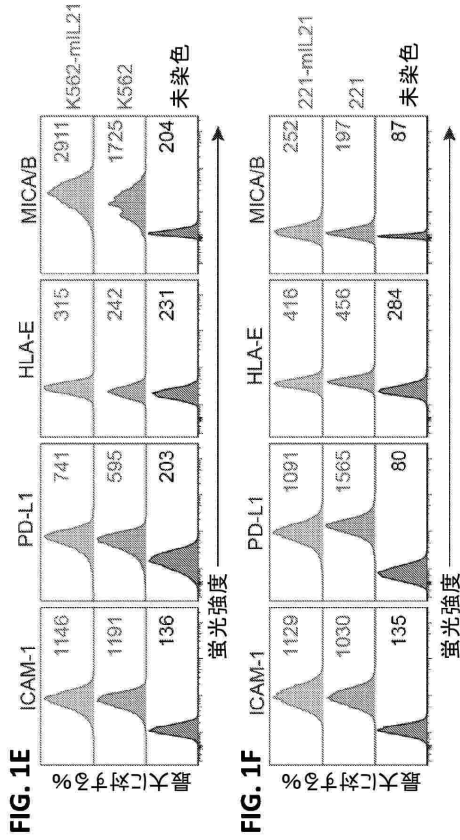 FIG. 1E
ICAM-1 PD-L1 HLA-E MICA/B
1146 741 315 2911 K562-mIL21
1191 595 242 1725 K562
136 203 231 204 未染色
最大に対する%
蛍光強度
FIG. 1F
ICAM-1 PD-L1 HLA-E MICA/B
1129 1091 416 252 221-mIL21
1030 1565 456 197 221
135 80 284 87 未染色
最大に対する%
蛍光強度